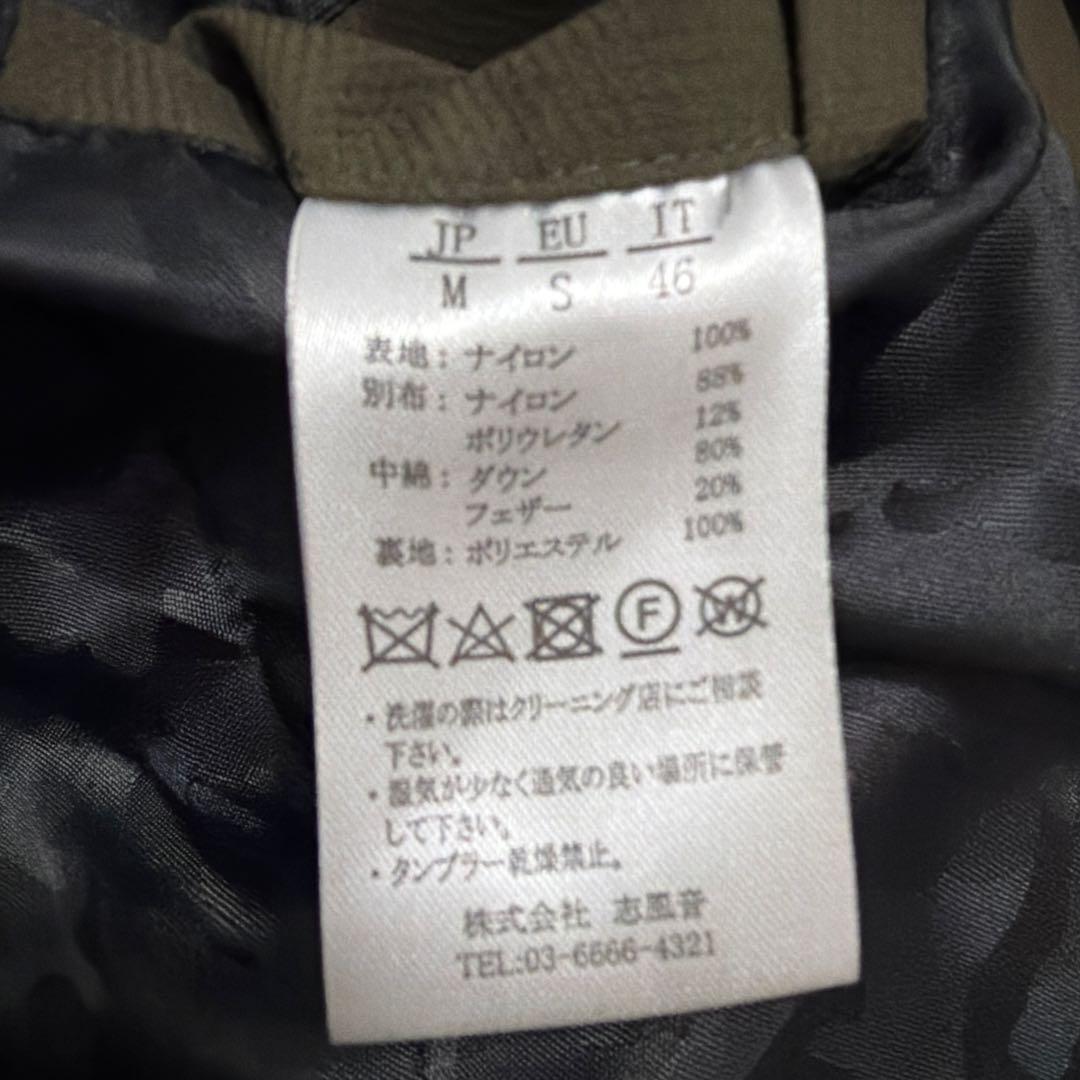 JP EU IT
M S 46
表地：ナイロン 100%
別布：ナイロン 88%
ポリウレタン 12%
中綿：ダウン 80%
フェザー 20%
裏地：ポリエステル 100%
F W
・洗濯の際はクリーニング店にご相談
下さい。
・湿気が少なく通気の良い場所に保管
して下さい。
・タンブラー乾燥禁止。
株式会社 志風音
TEL:03-6666-4321